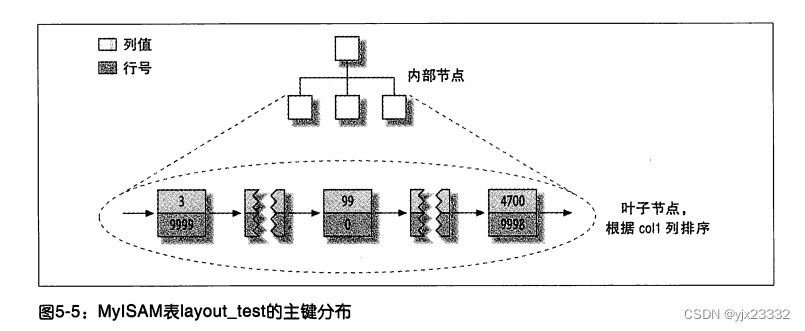 列值
行号
内部节点
3
99
4700
9999
0
9998
叶子节点，
根据 col1 列排序
图5-5：MyISAM表layout_test的主键分布
CSDN @yjx23332